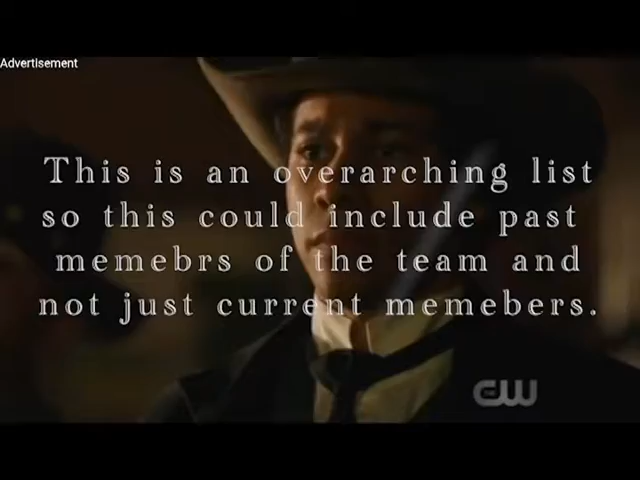 Advertisement
This is an overarching list
so this could include past
memebrs of the team and
not just current memebers.
CW